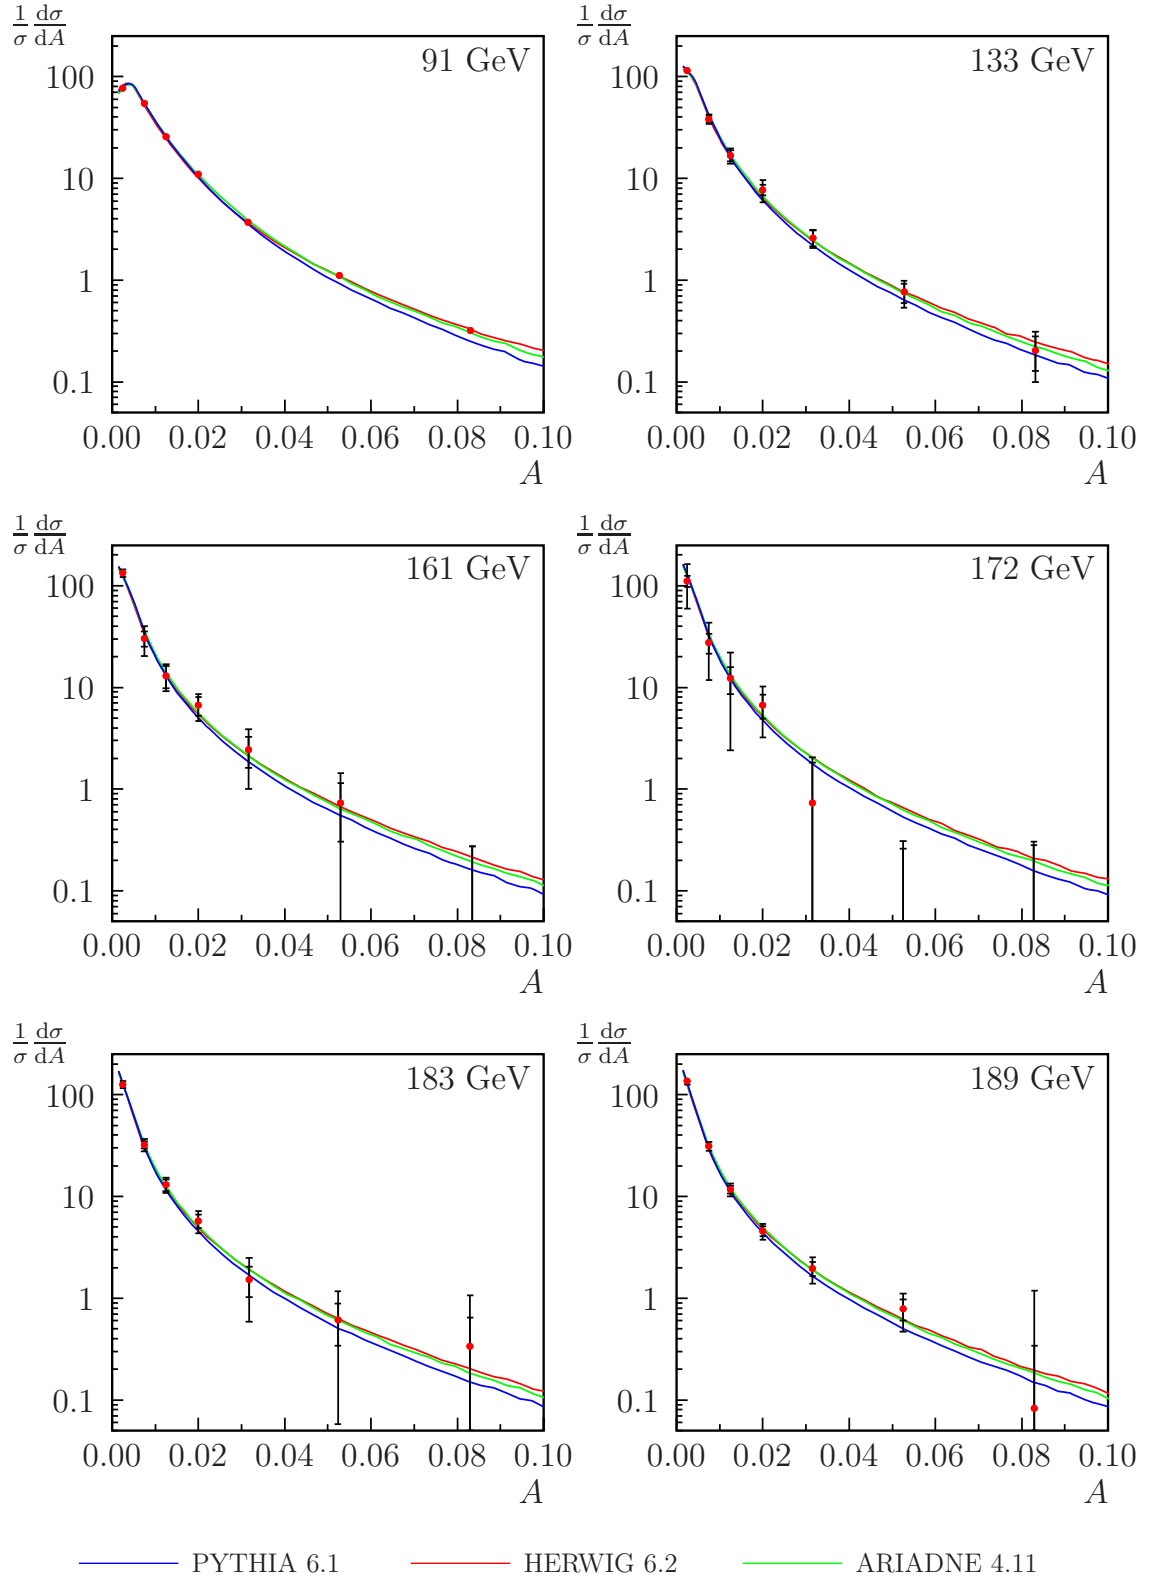 1/σ dσ/dA 1/σ dσ/dA
91 GeV 133 GeV
100 100
10 10
1 1
0.1 0.1
0.00 0.02 0.04 0.06 0.08 0.10 0.00 0.02 0.04 0.06 0.08 0.10
A A
1/σ dσ/dA 1/σ dσ/dA
161 GeV 172 GeV
100 100
10 10
1 1
0.1 0.1
0.00 0.02 0.04 0.06 0.08 0.10 0.00 0.02 0.04 0.06 0.08 0.10
A A
1/σ dσ/dA 1/σ dσ/dA
183 GeV 189 GeV
100 100
10 10
1 1
0.1 0.1
0.00 0.02 0.04 0.06 0.08 0.10 0.00 0.02 0.04 0.06 0.08 0.10
A A
PYTHIA 6.1 HERWIG 6.2 ARIADNE 4.11